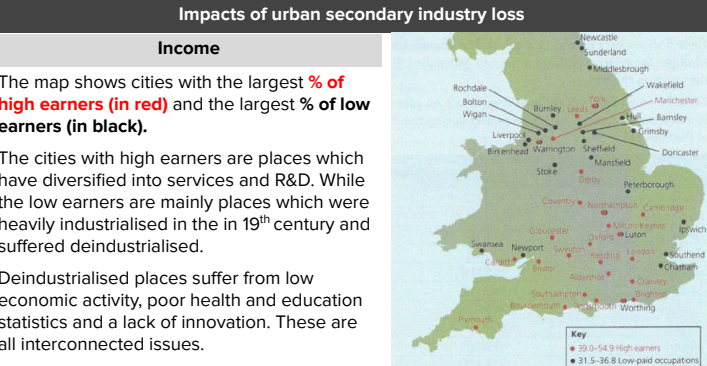 Impacts of urban secondary industry loss
Income
The map shows cities with the largest % of
high earners (in red) and the largest % of low
earners (in black).
The cities with high earners are places which
have diversified into services and R&D. While
the low earners are mainly places which were
heavily industrialised in the in 19th century and
suffered deindustrialised.
Deindustrialised places suffer from low
economic activity, poor health and education
statistics and a lack of innovation. These are
all interconnected issues.
Newcastle
Sunderland
Middlesbrough
Rochdale
Wakefield
Bolton
York
Manchester
Wigan
Burnley
Leeds
Hull
Barnsley
Liverpool
Grimsby
Birkenhead
Warrington
Sheffield
Doncaster
Mansfield
Stoke
Derby
Peterborough
Coventry
Northampton
Cambridge
Milton Keynes
Ipswich
Gloucester
Oxford
Luton
Swansea
Newport
Swindon
Reading
London
Southend
Cardiff
Bristol
Chatham
Aldershot
Crawley
Southampton
Brighton
Bournemouth
Portsmouth
Worthing
Plymouth
Key
39.0–54.9 High earners
31.5–36.8 Low-paid occupations